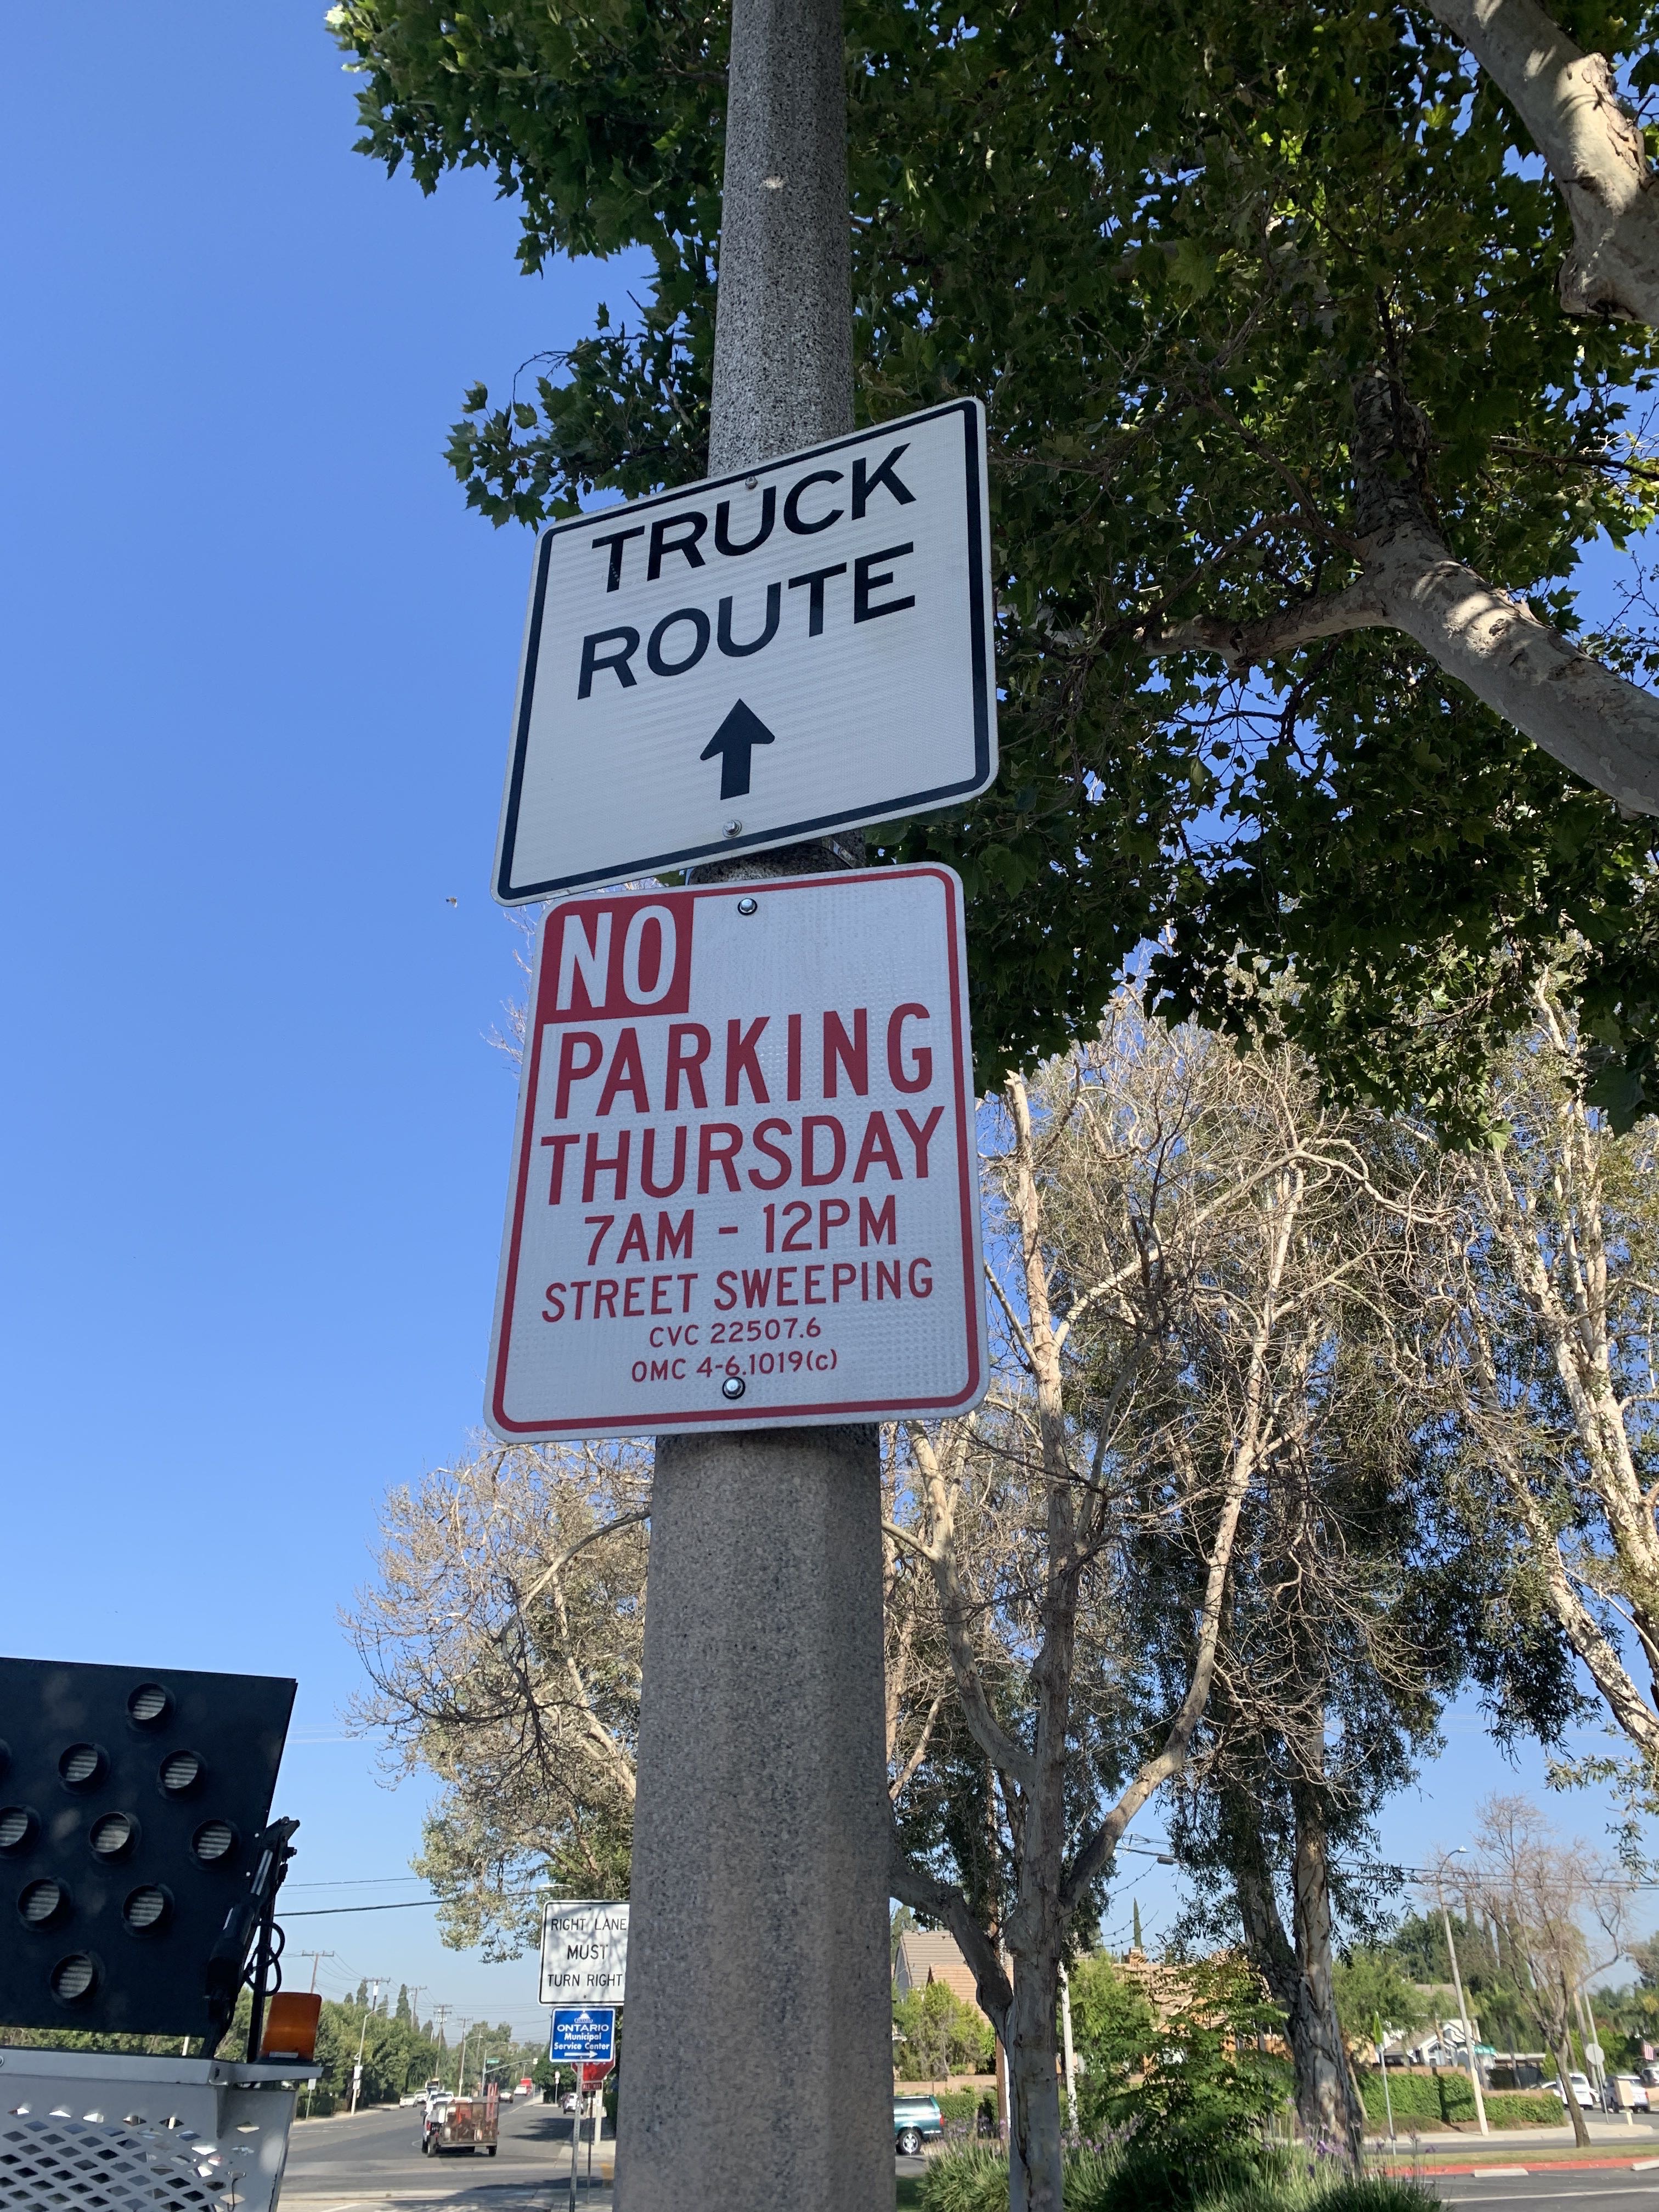 TRUCK
ROUTE
NO
PARKING
THURSDAY
7AM - 12PM
STREET SWEEPING
CVC 22507.6
OMC 4-6.1019(c)
RIGHT LANE
MUST
TURN RIGHT
ONTARIO
Municipal
Service Center